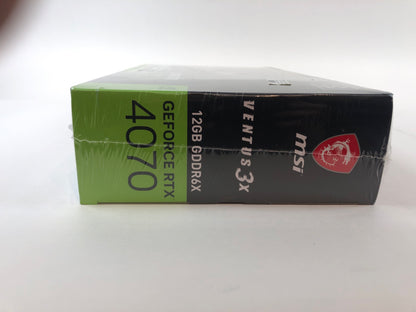 msi
VENTUS 3X
12GB GDDR6X
GEFORCE RTX
4070